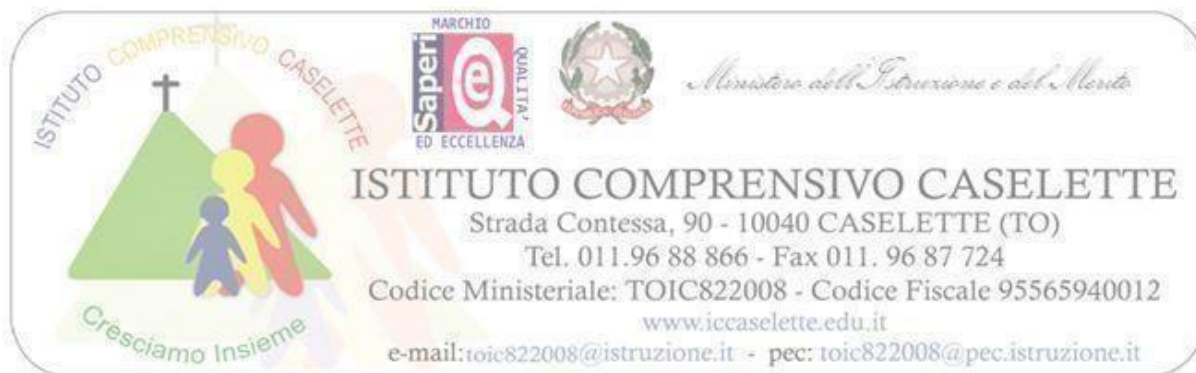 ISTITUTO COMPRENSIVO CASELETTE
Cresciamo Insieme
MARCHIO
Saperi
QUALITA'
e
ED ECCELLENZA
Ministero dell'Istruzione e del Merito
ISTITUTO COMPRENSIVO CASELETTE
Strada Contessa, 90 - 10040 CASELETTE (TO)
Tel. 011.96 88 866 - Fax 011. 96 87 724
Codice Ministeriale: TOIC822008 - Codice Fiscale 95565940012
www.iccaselette.edu.it
e-mail:toic822008@istruzione.it - pec: toic822008@pec.istruzione.it